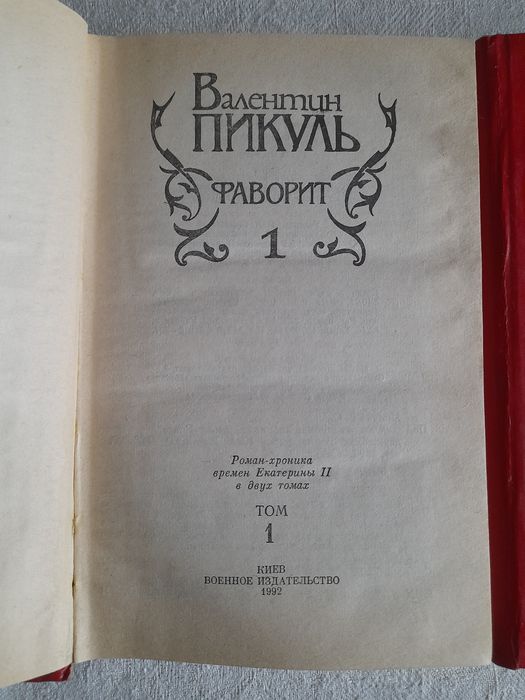 Валентин
ПИКУЛЬ
ФАВОРИТ
1
Роман-хроника
времен Екатерины II
в двух томах
ТОМ
1
КИЕВ
ВОЕННОЕ ИЗДАТЕЛЬСТВО
1992